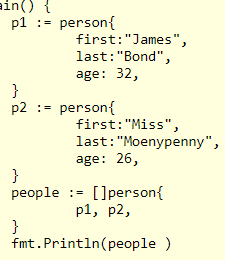 ain() {
p1 := person{
first:"James",
last:"Bond",
age: 32,
}
p2 := person{
first:"Miss",
last:"Moenypenny",
age: 26,
}
people := []person{
p1, p2,
}
fmt.Println(people )